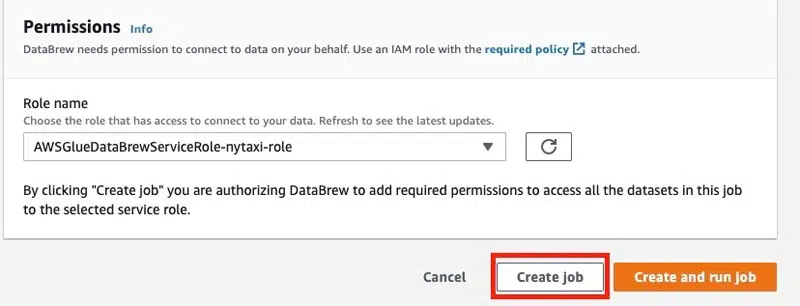 Permissions Info
DataBrew needs permission to connect to data on your behalf. Use an IAM role with the required policy attached.
Role name
Choose the role that has access to connect to your data. Refresh to see the latest updates.
AWSGlueDataBrewServiceRole-nytaxi-role
By clicking "Create job" you are authorizing DataBrew to add required permissions to access all the datasets in this job
to the selected service role.
Cancel Create job Create and run job